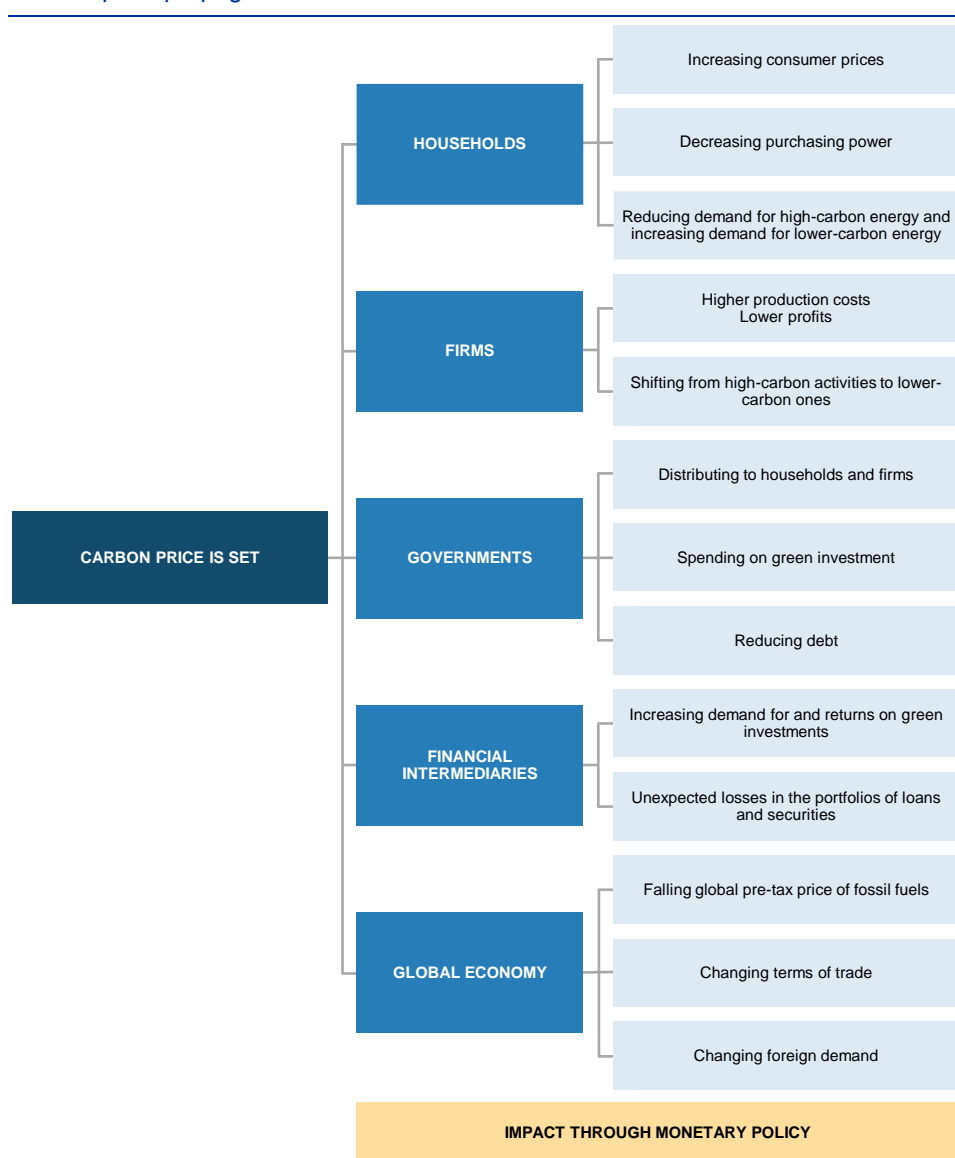 CARBON PRICE IS SET
HOUSEHOLDS
Increasing consumer prices
Decreasing purchasing power
Reducing demand for high-carbon energy and
increasing demand for lower-carbon energy
FIRMS
Higher production costs
Lower profits
Shifting from high-carbon activities to lower-
carbon ones
GOVERNMENTS
Distributing to households and firms
Spending on green investment
Reducing debt
FINANCIAL
INTERMEDIARIES
Increasing demand for and returns on green
investments
Unexpected losses in the portfolios of loans
and securities
GLOBAL ECONOMY
Falling global pre-tax price of fossil fuels
Changing terms of trade
Changing foreign demand
IMPACT THROUGH MONETARY POLICY